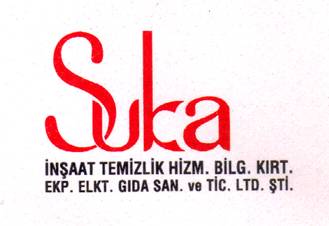 Suka
İNŞAAT TEMİZLİK HİZM. BİLG. KIRT.
EKP. ELKT. GIDA SAN. ve TİC. LTD. ŞTİ.